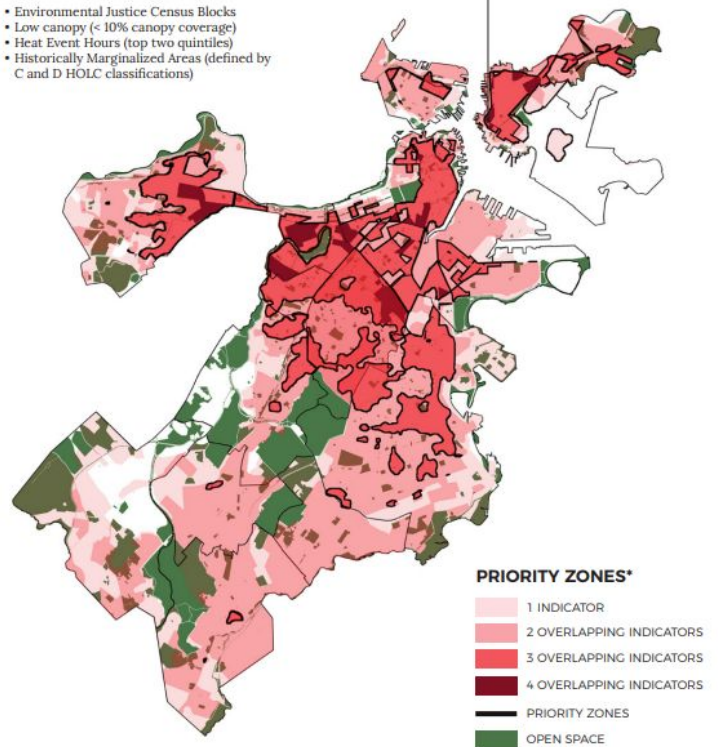 • Environmental Justice Census Blocks
• Low canopy (< 10% canopy coverage)
• Heat Event Hours (top two quintiles)
• Historically Marginalized Areas (defined by
C and D HOLC classifications)
PRIORITY ZONES*
1 INDICATOR
2 OVERLAPPING INDICATORS
3 OVERLAPPING INDICATORS
4 OVERLAPPING INDICATORS
PRIORITY ZONES
OPEN SPACE